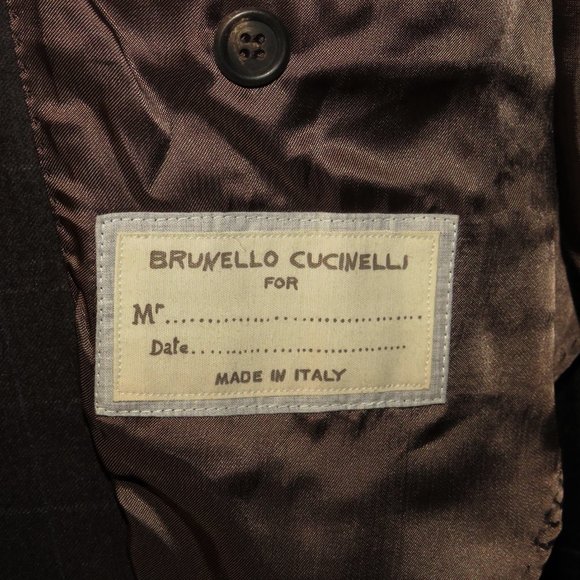 BRUNELLO CUCINELLI
FOR
Mr..............................................
Date........................................
MADE IN ITALY